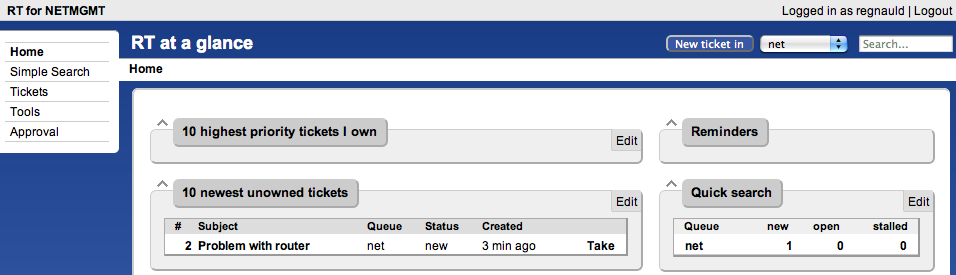 RT for NETMGMT Logged in as regnauld | Logout
Home
Simple Search
Tickets
Tools
Approval
RT at a glance New ticket in net Search...
Home
10 highest priority tickets I own
Edit
10 newest unowned tickets
Edit
# Subject Queue Status Created
2 Problem with router net new 3 min ago Take
Reminders
Quick search
Edit
Queue new open stalled
net 1 0 0